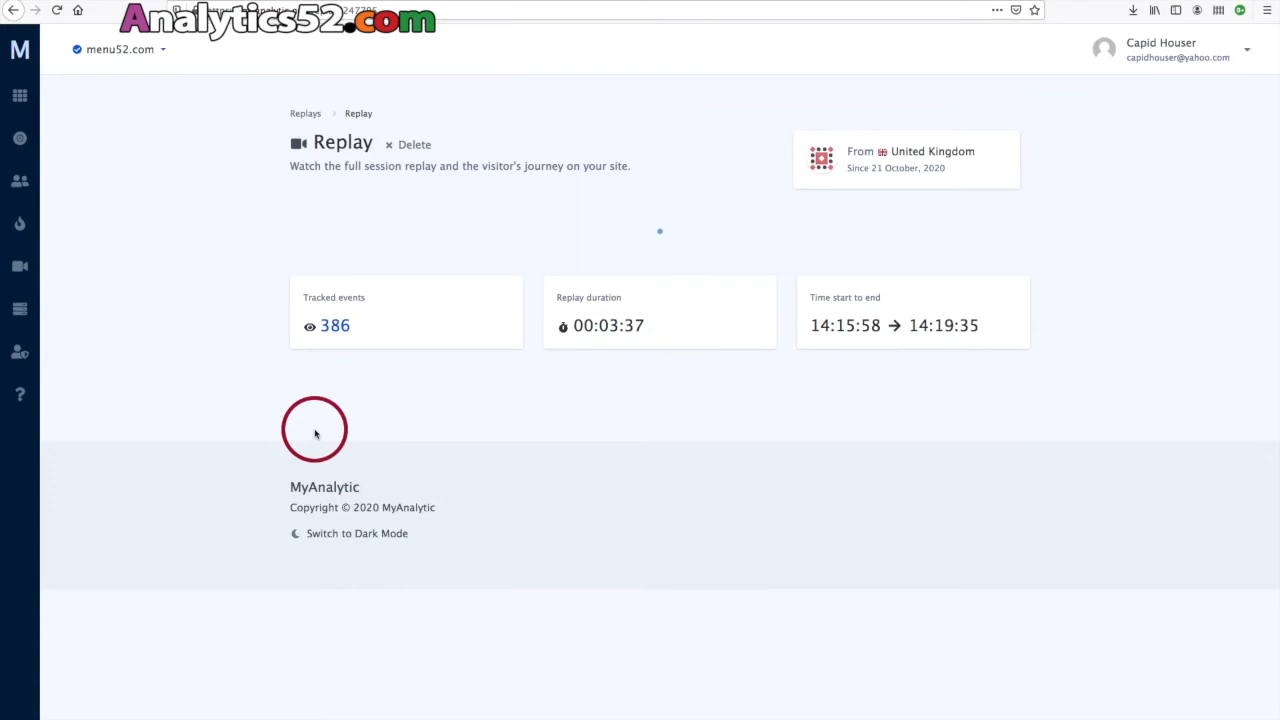 Analytics52.com
M
menu52.com
Capid Houser
capidhouser@yahoo.com
Replays
Replay
Replay
Delete
Watch the full session replay and the visitor's journey on your site.
From United Kingdom
Since 21 October, 2020
Tracked events
386
Replay duration
00:03:37
Time start to end
14:15:58 → 14:19:35
MyAnalytic
Copyright © 2020 MyAnalytic
Switch to Dark Mode